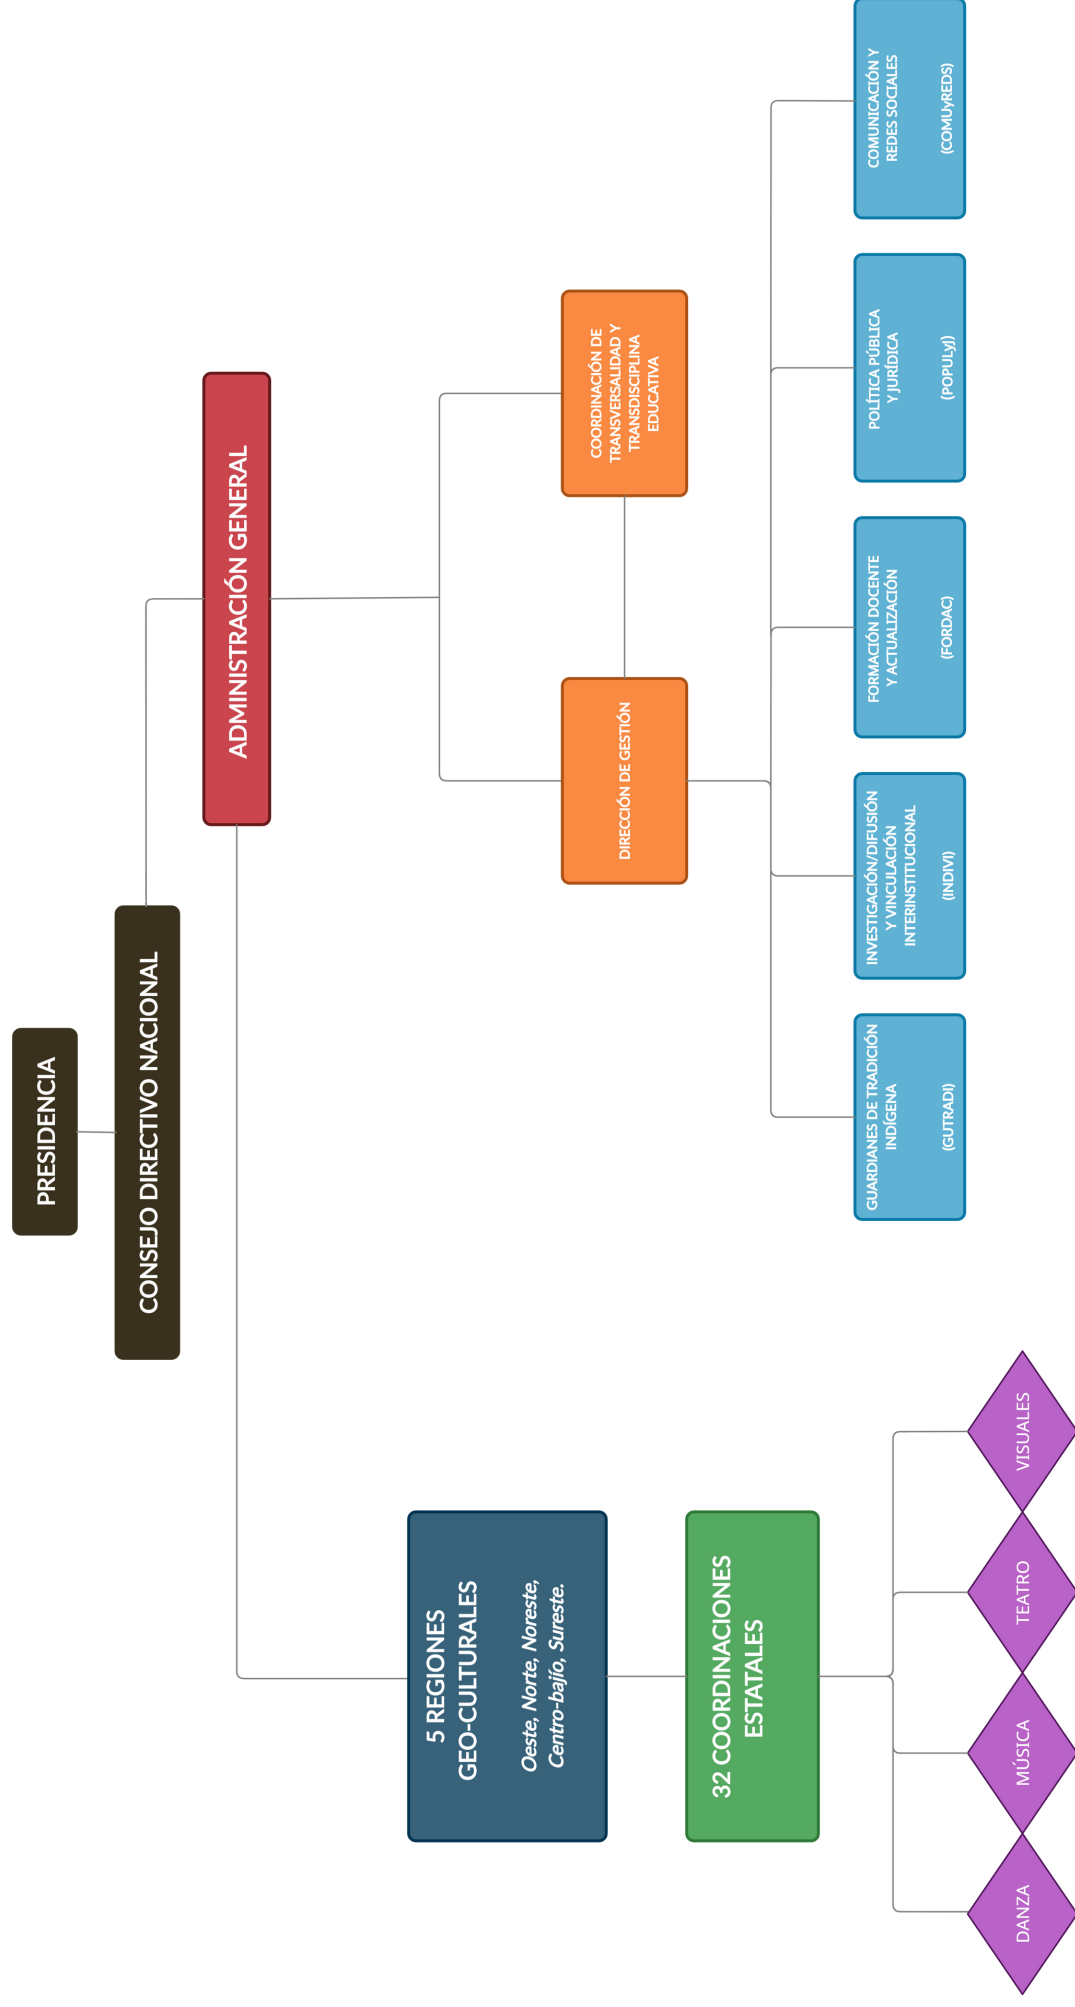 PRESIDENCIA
CONSEJO DIRECTIVO NACIONAL
ADMINISTRACIÓN GENERAL
5 REGIONES
GEO-CULTURALES
Oeste, Norte, Noreste,
Centro-bajío, Sureste.
32 COORDINACIONES
ESTATALES
DANZA
MÚSICA
TEATRO
VISUALES
DIRECCIÓN DE GESTIÓN
COORDINACIÓN DE
TRANSVERSALIDAD Y
TRANSDISCIPLINA
EDUCATIVA
GUARDIANES DE TRADICIÓN
INDÍGENA
(GUTRADI)
INVESTIGACIÓN/DIFUSIÓN
Y VINCULACIÓN
INTERINSTITUCIONAL
(INDIVI)
FORMACIÓN DOCENTE
Y ACTUALIZACIÓN
(FORDAC)
POLÍTICA PÚBLICA
Y JURÍDICA
(POPULyJ)
COMUNICACIÓN Y
REDES SOCIALES
(COMUyREDS)